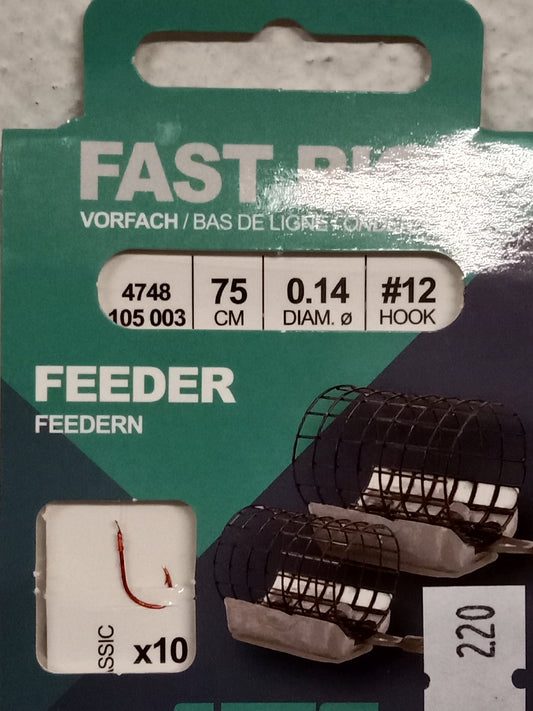 FAST RIG
VORFACH / BAS DE LIGNE
4748
105 003
75
CM
0.14
DIAM. ø
#12
HOOK
FEEDER
FEEDERN
x10
220